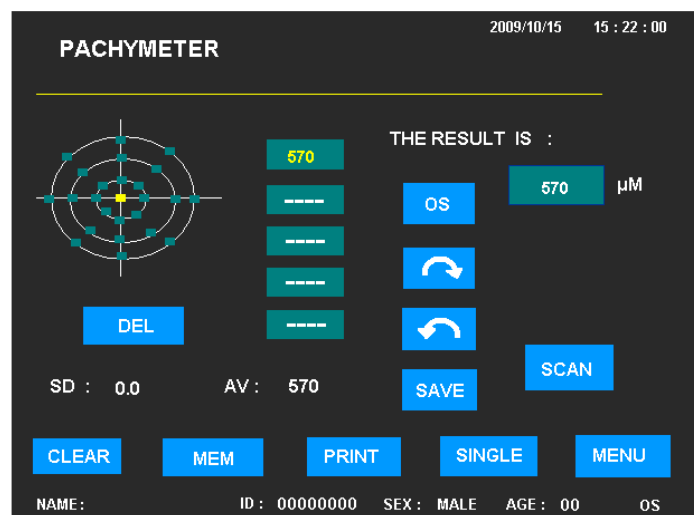 2009/10/15 15 : 22 : 00
PACHYMETER
THE RESULT IS :
570
570 µM
OS
----
----
----
----
DEL
SCAN
SD : 0.0 AV : 570 SAVE
CLEAR MEM PRINT SINGLE MENU
NAME : ID : 00000000 SEX : MALE AGE : 00 OS